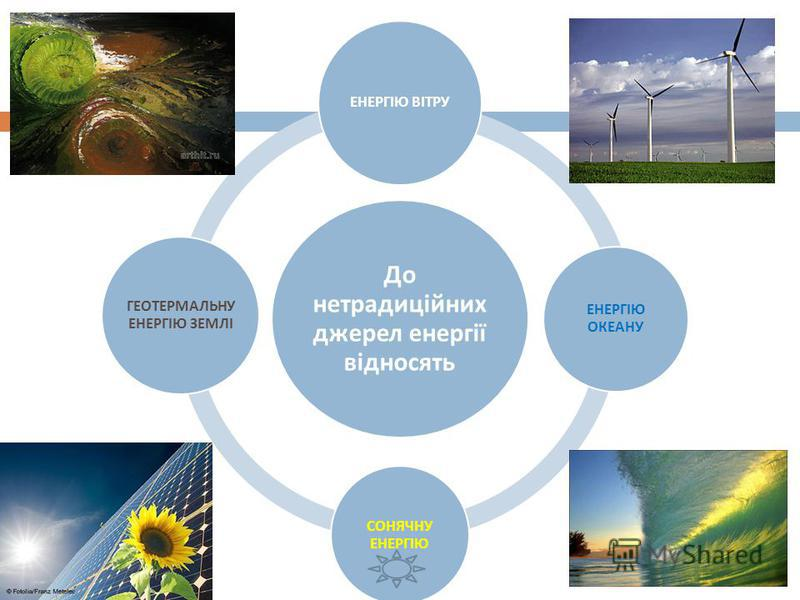 arthit.ru
ЕНЕРГІЮ ВІТРУ
До
нетрадиційних
джерел енергії
відносять
ГЕОТЕРМАЛЬНУ
ЕНЕРГІЮ ЗЕМЛІ
ЕНЕРГІЮ
ОКЕАНУ
СОНЯЧНУ
ЕНЕРГІЮ
© Fotolia/Franz Metelec
MyShared